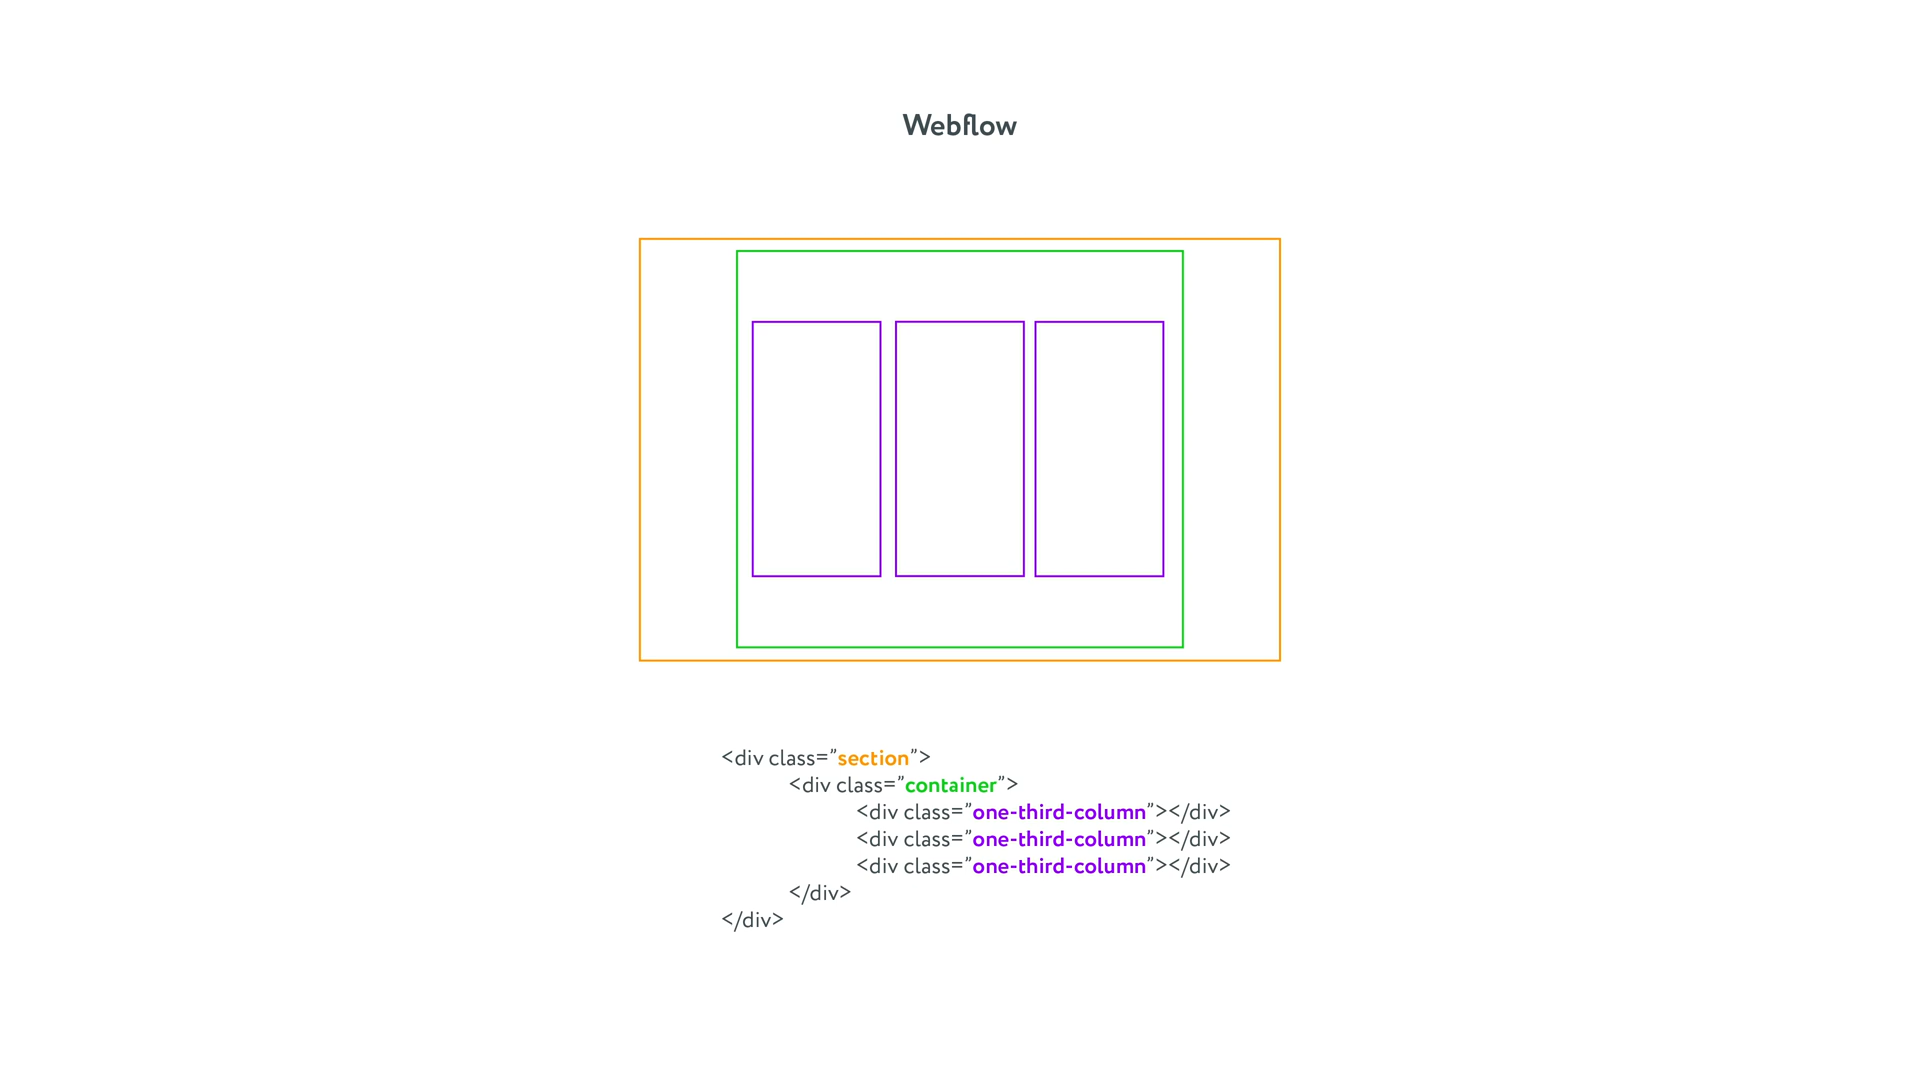 Webflow
<div class=”section”>
<div class=”container”>
<div class=”one-third-column”></div>
<div class=”one-third-column”></div>
<div class=”one-third-column”></div>
</div>
</div>